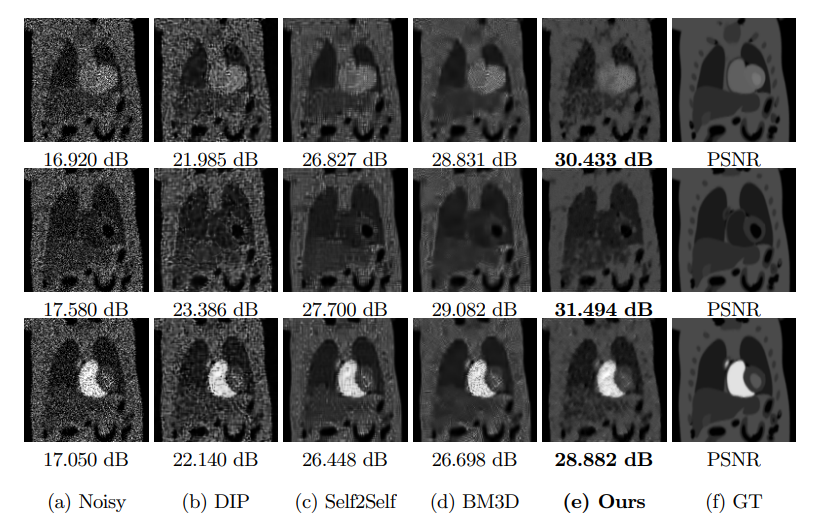 16.920 dB 21.985 dB 26.827 dB 28.831 dB 30.433 dB PSNR
17.580 dB 23.386 dB 27.700 dB 29.082 dB 31.494 dB PSNR
17.050 dB 22.140 dB 26.448 dB 26.698 dB 28.882 dB PSNR
(a) Noisy (b) DIP (c) Self2Self (d) BM3D (e) Ours (f) GT